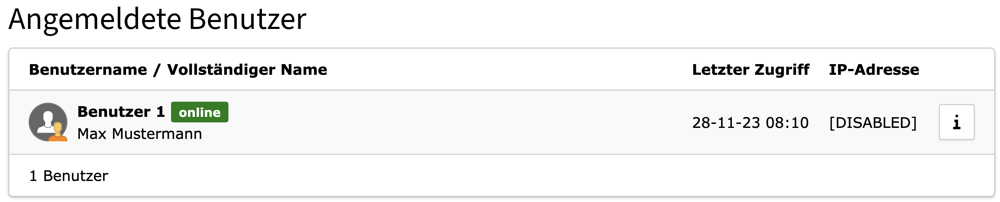 Angemeldete Benutzer
Benutzername / Vollständiger Name Letzter Zugriff IP-Adresse
Benutzer 1 online
Max Mustermann
28-11-23 08:10 [DISABLED] i
1 Benutzer